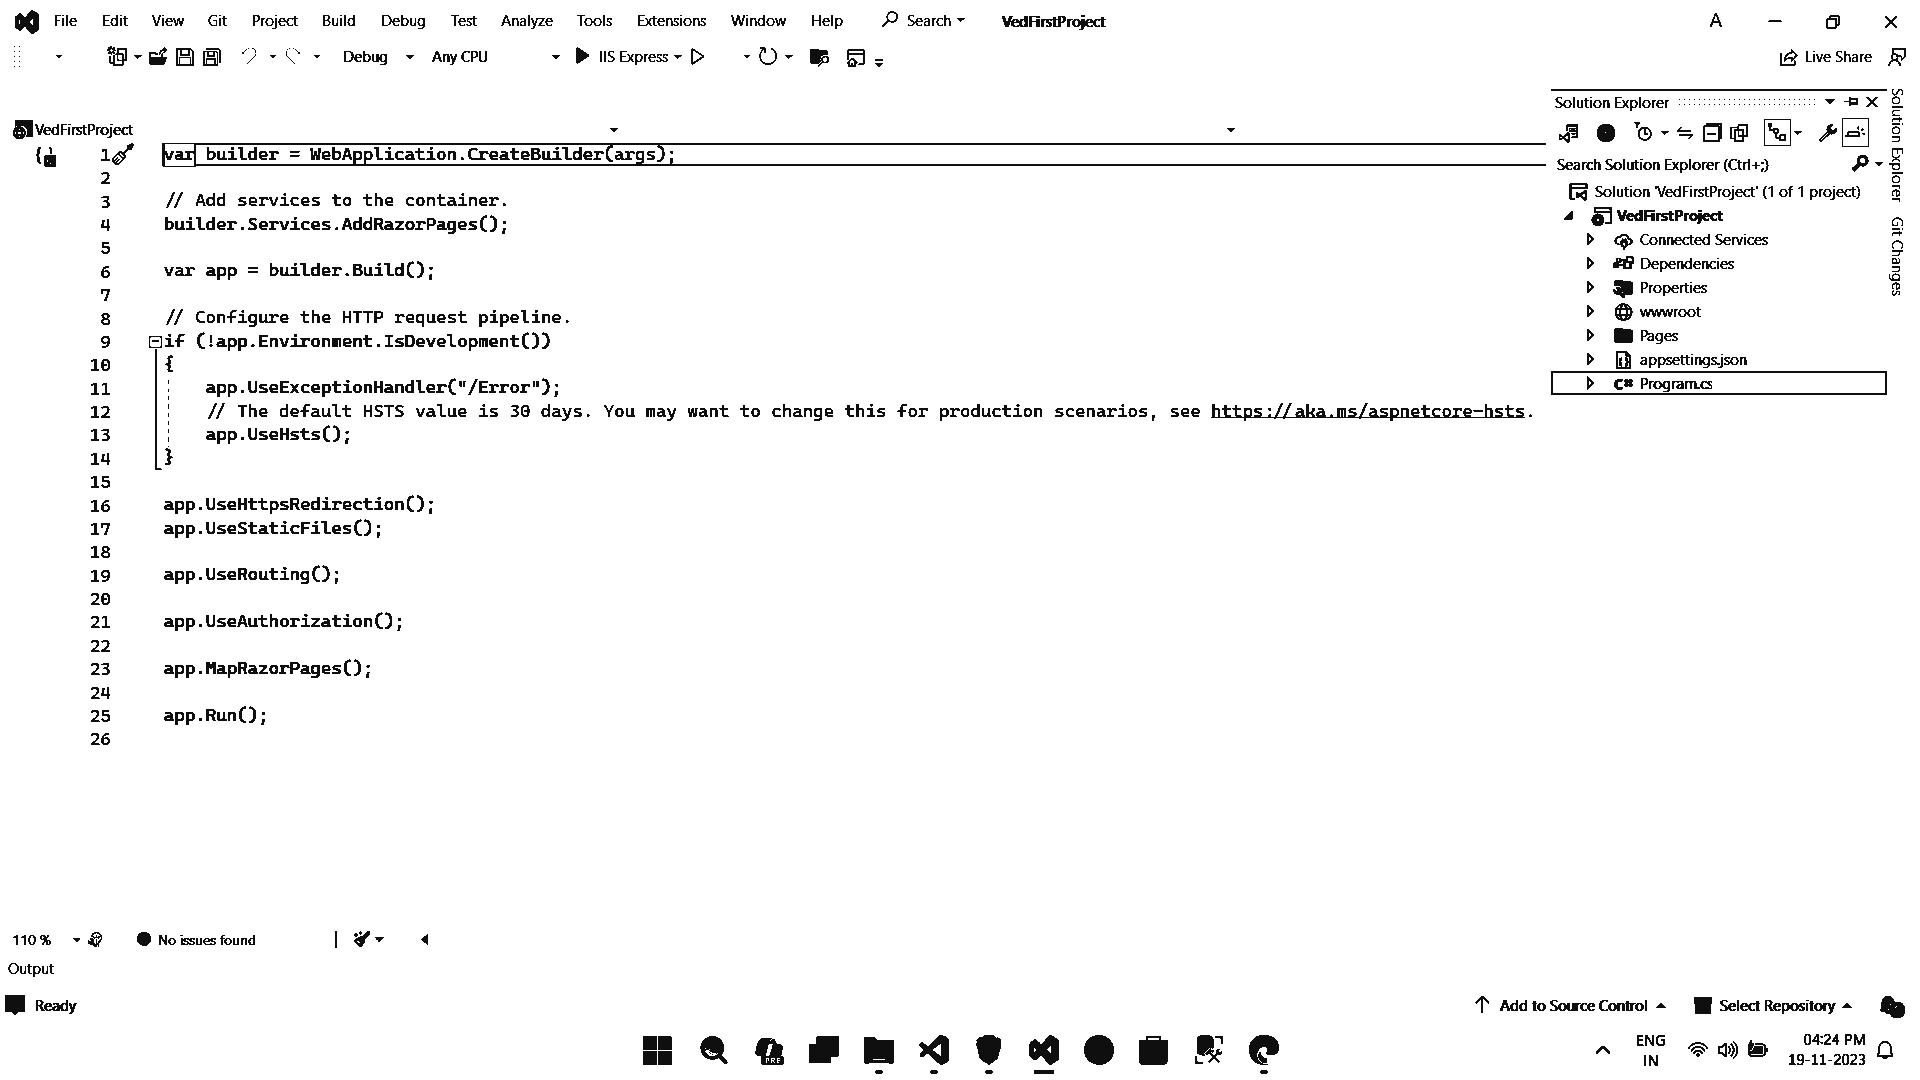 File Edit View Git Project Build Debug Test Analyze Tools Extensions Window Help Search VedFirstProject A
Debug Any CPU IIS Express Live Share
VedFirstProject
1 var builder = WebApplication.CreateBuilder(args);
2
3 // Add services to the container.
4 builder.Services.AddRazorPages();
5
6 var app = builder.Build();
7
8 // Configure the HTTP request pipeline.
9 if (!app.Environment.IsDevelopment())
10 {
11 app.UseExceptionHandler("/Error");
12 // The default HSTS value is 30 days. You may want to change this for production scenarios, see https://aka.ms/aspnetcore-hsts.
13 app.UseHsts();
14 }
15
16 app.UseHttpsRedirection();
17 app.UseStaticFiles();
18
19 app.UseRouting();
20
21 app.UseAuthorization();
22
23 app.MapRazorPages();
24
25 app.Run();
26
Solution Explorer
Search Solution Explorer (Ctrl+;)
Solution 'VedFirstProject' (1 of 1 project)
VedFirstProject
Connected Services
Dependencies
Properties
wwwroot
Pages
appsettings.json
C# Program.cs
Solution Explorer
Git Changes
110 % No issues found
Output
Ready Add to Source Control Select Repository
PRE
ENG
IN
04:24 PM
19-11-2023